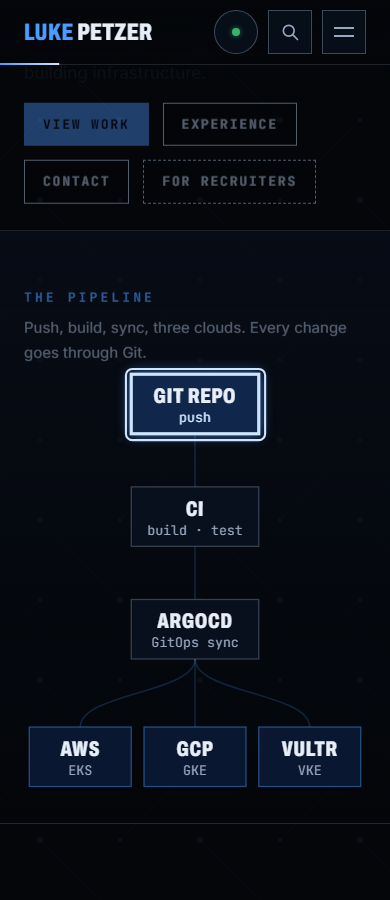 LUKE PETZER
building infrastructure.
VIEW WORK
EXPERIENCE
CONTACT
FOR RECRUITERS
THE PIPELINE
Push, build, sync, three clouds. Every change
goes through Git.
GIT REPO
push
CI
build · test
ARGOCD
GitOps sync
AWS
EKS
GCP
GKE
VULTR
VKE